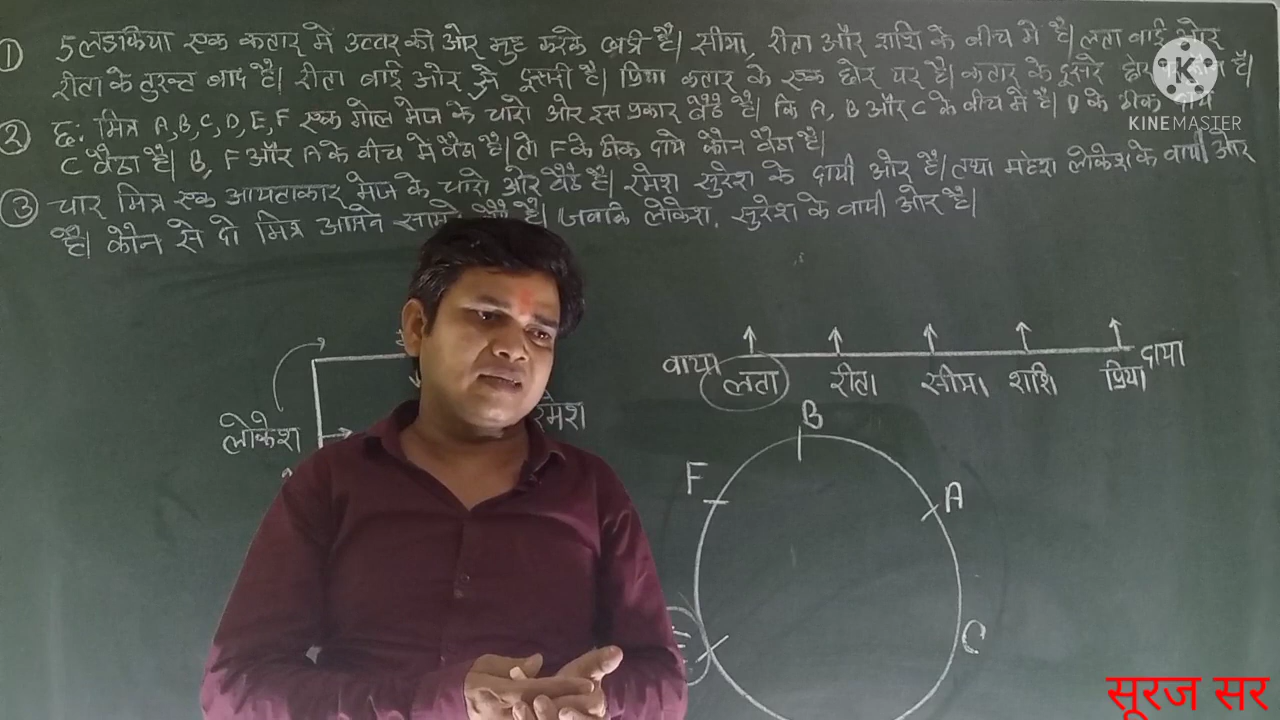 ① 5 लडकिया एक कतार में उत्तर की ओर मुह करके खडी है। सीमा, रीता और शशि के बीच में है। लता बाई ओर
रीता के तुरन्त बाद है। रीता बाई ओर से दूसरी है। प्रिया कतार के एक छोर पर है। कतार के दूसरे छोर है।
② छ: मित्र A,B,C,D,E,F एक गोल मेज के चारो ओर इस प्रकार बैठे है। कि A, B और C के बीच में है। D के ठीक
C बैठा है। B, F और A के बीच में बैठा है। तो F के ठीक दाये कौन बैठा है।
③ चार मित्र एक आयताकार मेज के चारो ओर बैठे है। रमेश सुरेश के दायी ओर है। तथा महेश लोकेश के बायी ओर
है। कौन से दो मित्र आमने सामने है। जबकि लोकेश, सुरेश के बायी ओर है।
K
KINEMASTER
बाया दाया
लता रीता सीमा शशि प्रिया
लोकेश
रमेश
B
F
A
C
सूरज सर